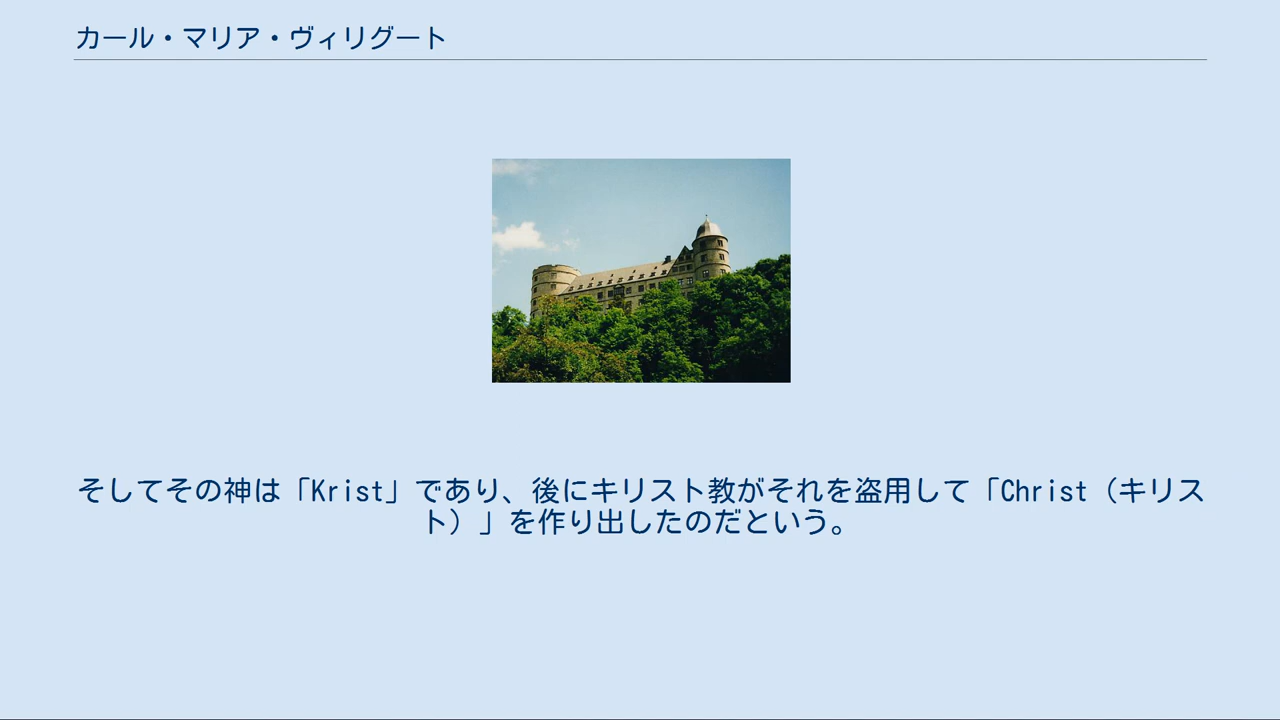 カール・マリア・ヴィリグート
そしてその神は「Krist」であり、後にキリスト教がそれを盗用して「Christ（キリス
ト）」を作り出したのだという。